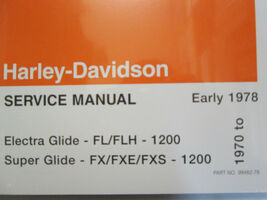 Harley-Davidson
SERVICE MANUAL
Early 1978
1970 to
Electra Glide - FL/FLH - 1200
Super Glide - FX/FXE/FXS - 1200
PART NO. 99482-78